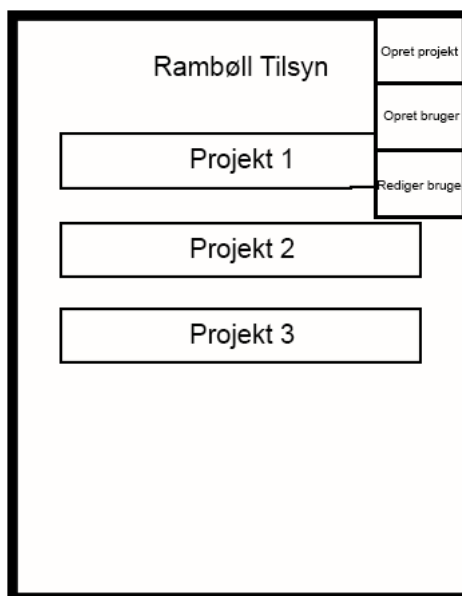 Rambøll Tilsyn
Opret projekt
Opret bruger
Rediger bruge
Projekt 1
Projekt 2
Projekt 3